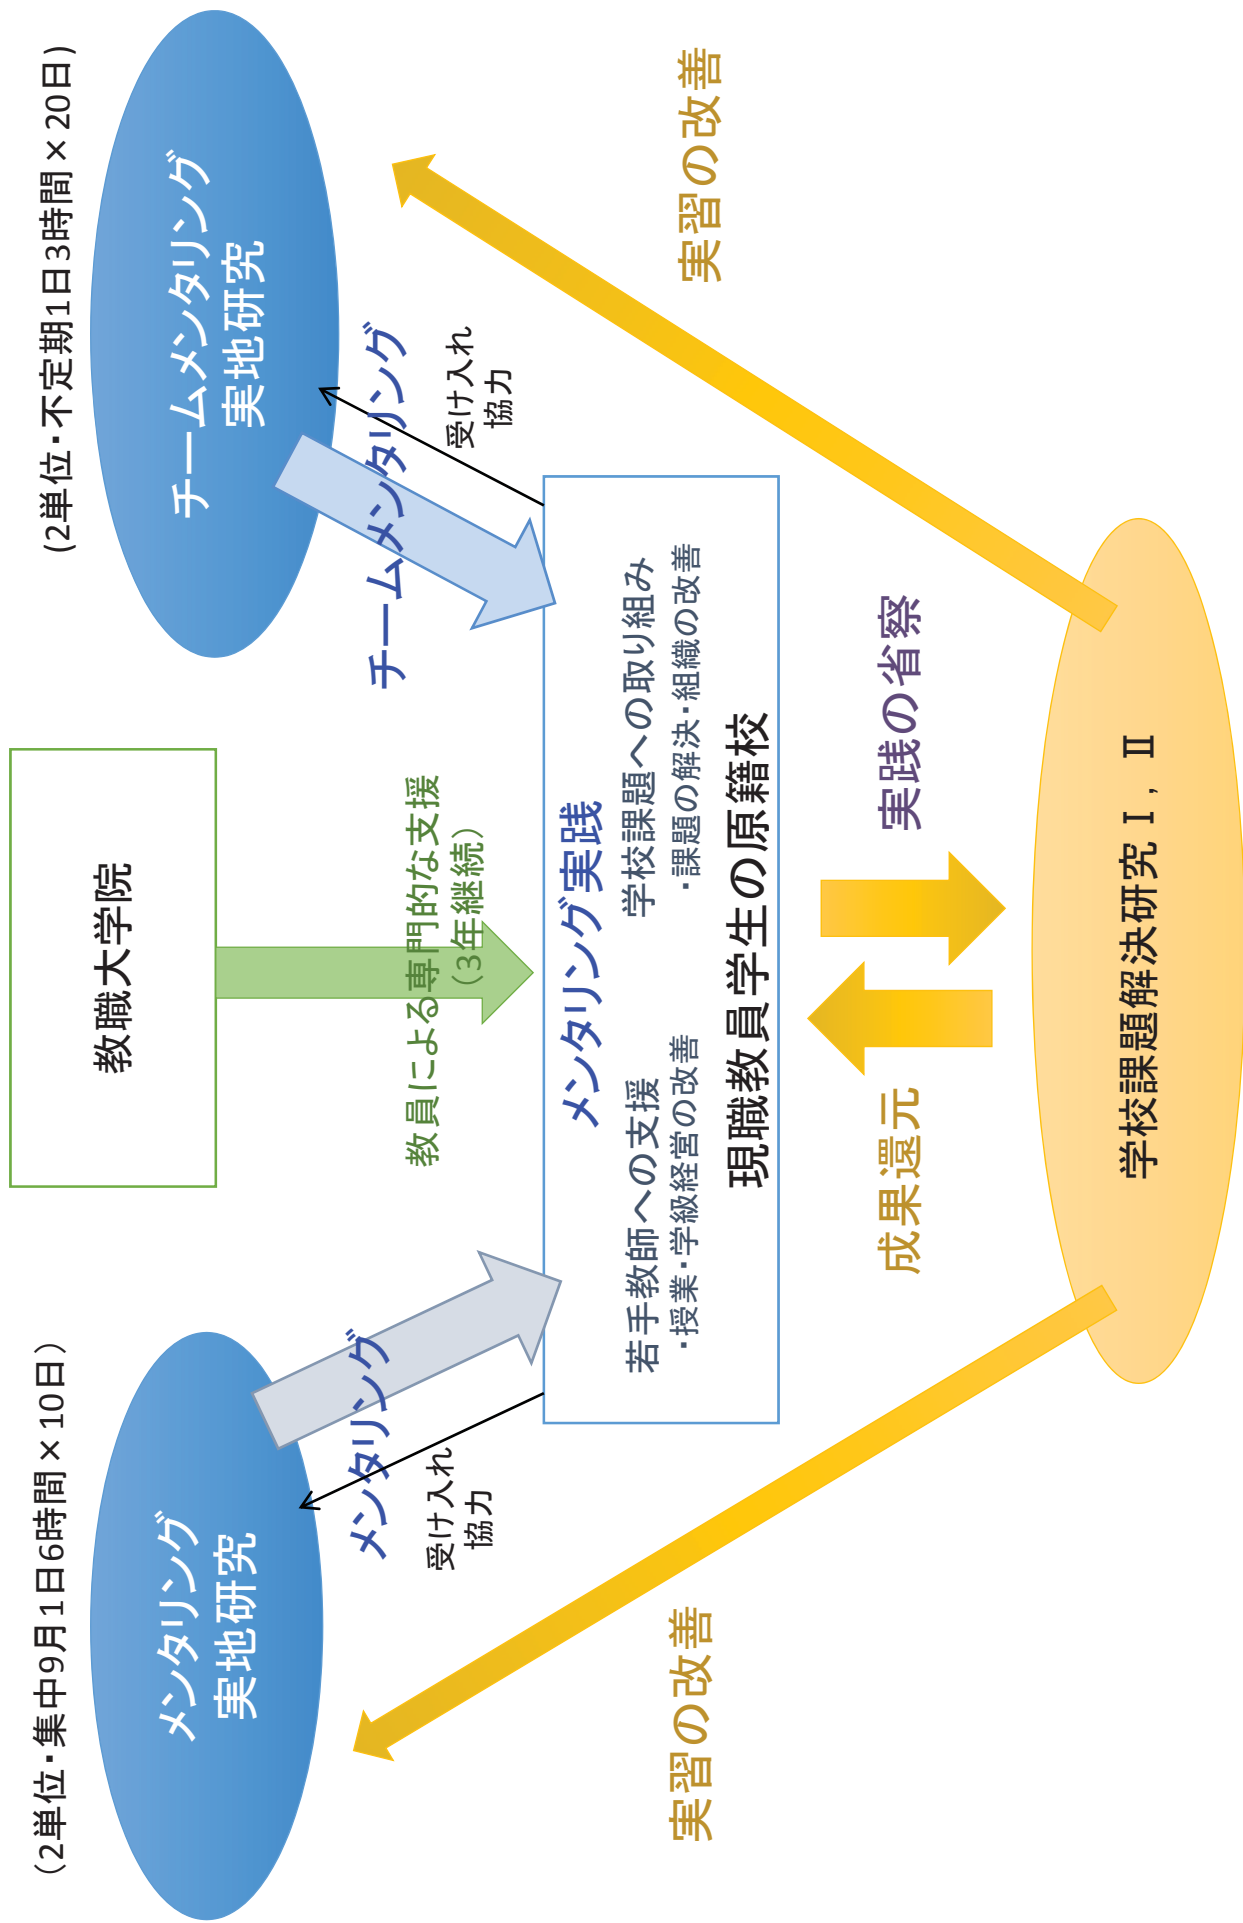 （2単位・集中9月1日6時間×10日）
メンタリング
実地研究
教職大学院
(2単位・不定期1日3時間×20日)
チームメンタリング
実地研究
メンタリング
受け入れ
協力
教員による専門的な支援
（3年継続）
チームメンタリング
受け入れ
協力
メンタリング実践
若手教師への支援
・授業・学級経営の改善
学校課題への取り組み
・課題の解決・組織の改善
現職教員学生の原籍校
実習の改善
成果還元
実践の省察
実習の改善
学校課題解決研究Ⅰ，Ⅱ